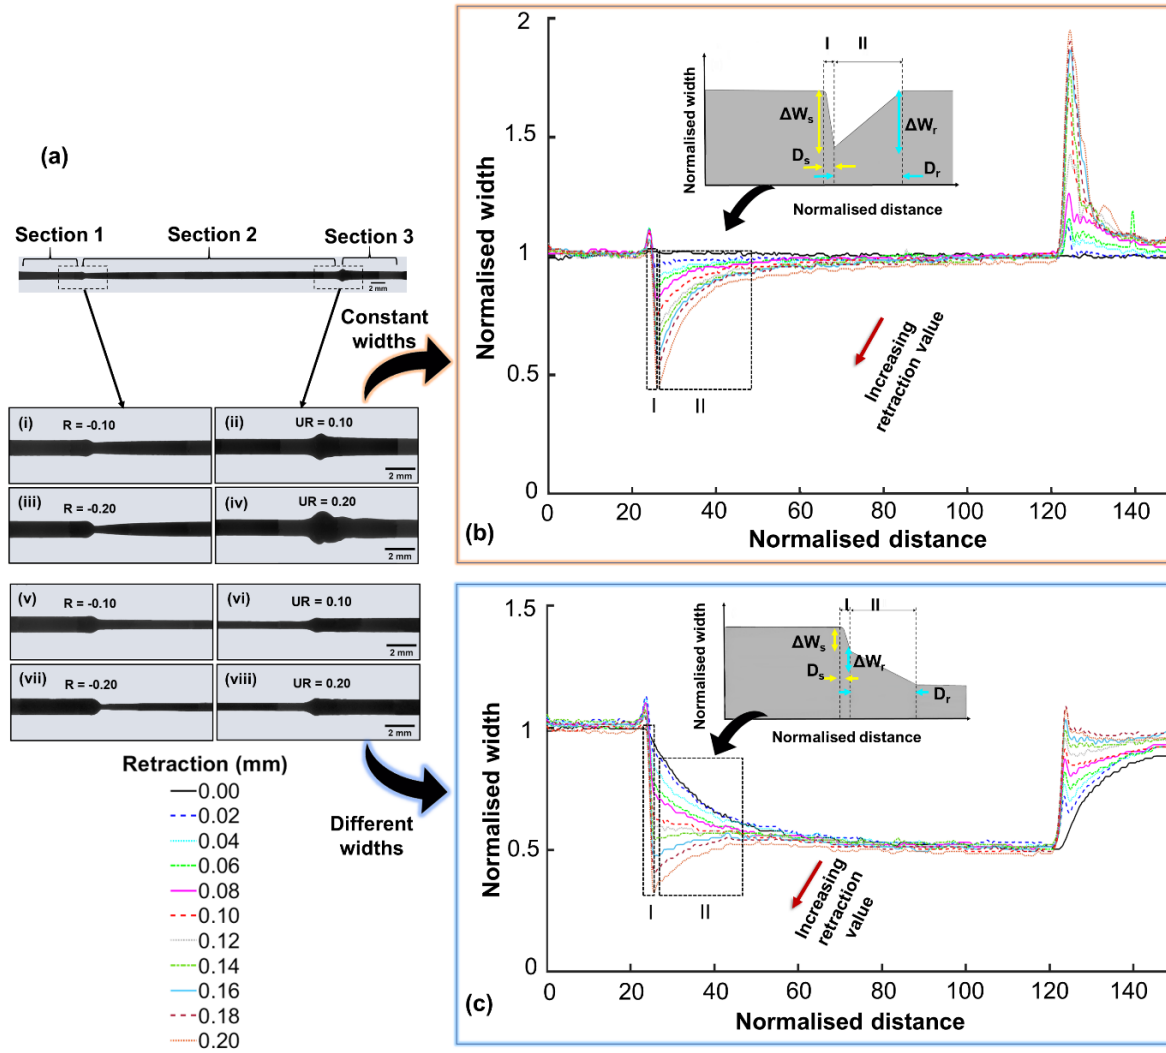 (a)
Section 1
Section 2
Section 3
2 mm
Constant
widths
(i)
R = -0.10
(ii)
UR = 0.10
2 mm
(iii)
R = -0.20
(iv)
UR = 0.20
2 mm
(v)
R = -0.10
(vi)
UR = 0.10
2 mm
(vii)
R = -0.20
(viii)
UR = 0.20
2 mm
Retraction (mm)
0.00
0.02
0.04
0.06
0.08
0.10
0.12
0.14
0.16
0.18
0.20
Different
widths
2
1.5
1
0.5
0
Normalised width
0
20
40
60
80
100
120
140
Normalised distance
(b)
I
II
Normalised width
ΔWs
ΔWr
Ds
Dr
Normalised distance
I
II
Increasing
retraction value
1.5
1
0.5
0
Normalised width
0
20
40
60
80
100
120
140
Normalised distance
(c)
I
II
Normalised width
ΔWs
ΔWr
Ds
Dr
Normalised distance
I
II
Increasing
retraction
value